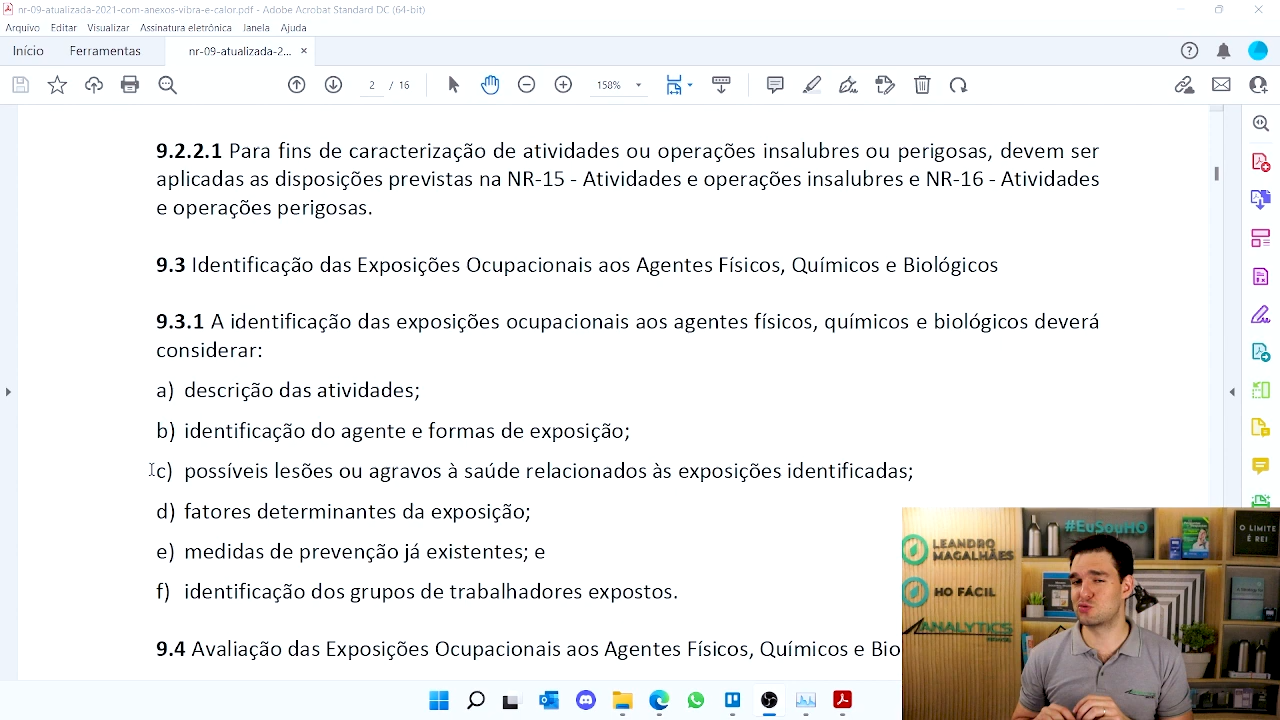 nr-09-atualizada-2021-com-anexos-vibra-e-calor.pdf - Adobe Acrobat Standard DC (64-bit)
Arquivo Editar Visualizar Assinatura eletrônica Janela Ajuda
Início Ferramentas nr-09-atualizada-2... ×
2 / 16 158%
9.2.2.1 Para fins de caracterização de atividades ou operações insalubres ou perigosas, devem ser
aplicadas as disposições previstas na NR-15 - Atividades e operações insalubres e NR-16 - Atividades
e operações perigosas.
9.3 Identificação das Exposições Ocupacionais aos Agentes Físicos, Químicos e Biológicos
9.3.1 A identificação das exposições ocupacionais aos agentes físicos, químicos e biológicos deverá
considerar:
a) descrição das atividades;
b) identificação do agente e formas de exposição;
c) possíveis lesões ou agravos à saúde relacionados às exposições identificadas;
d) fatores determinantes da exposição;
e) medidas de prevenção já existentes; e
f) identificação dos grupos de trabalhadores expostos.
9.4 Avaliação das Exposições Ocupacionais aos Agentes Físicos, Químicos e Bio
#EuSouHO
LEANDRO
MAGALHÃES
HO FÁCIL
ANALYTICS
O LIMITE
É REI